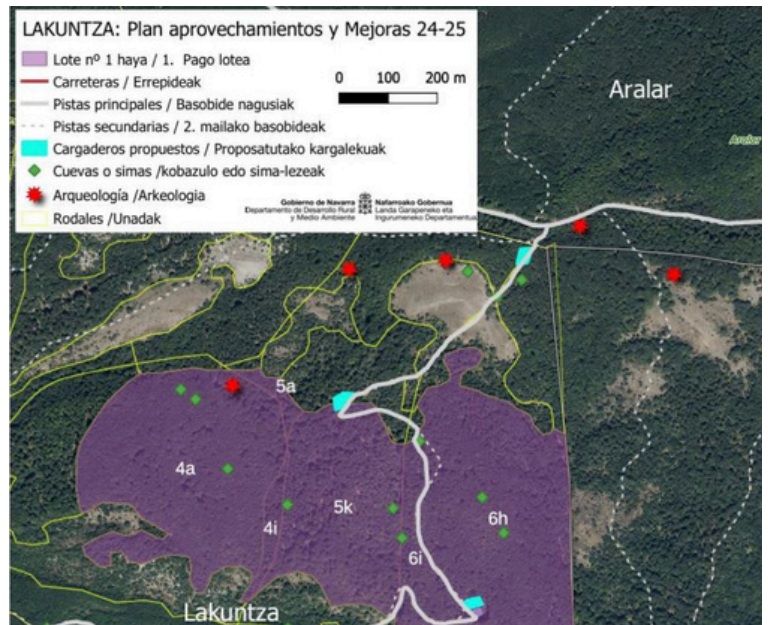 LAKUNTZA: Plan aprovechamientos y Mejoras 24-25
Lote nº 1 haya / 1. Pago lotea
Carreteras / Errepideak
Pistas principales / Basobide nagusiak
Pistas secundarias / 2. mailako basobideak
Cargaderos propuestos / Proposatutako kargalekuak
Cuevas o simas /kobazulo edo sima-lezeak
Arqueología /Arkeologia
Rodales /Unadak
0 100 200 m
Gobierno de Navarra
Departamento de Desarrollo Rural
y Medio Ambiente
Nafarroako Gobernua
Landa Garapeneko eta
Ingurumeneko Departamentua
Aralar
Aralar
5a
4a
5k
4i
6h
6i
Lakuntza